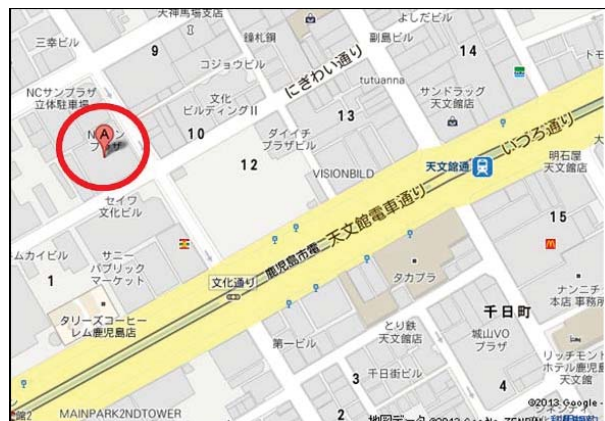 天神馬場支店
三幸ビル
9
鐘札銅
コジョウビル
よしだビル
副島ビル
14
にぎわい通り
tutuanna
NCサンプラザ
立体駐車場
A
プラザ
10
文化
ビルディングⅡ
13
サンドラッグ
天文館店
ダイイチ
プラザビル
12
VISIONBILD
天文館通
いづろ通り
明石屋
天文館店
セイワ
文化ビル
天文館電車通り
鹿児島市電
15
ムカイビル
サニー
パブリック
マーケット
1
文化通り
タカプラ
千日町
ナンニチ
本店 事務所
タリーズコーヒー
レム鹿児島店
第一ビル
とり鉄
天文館店
城山VO
プラザ
リッチモンド
ホテル鹿児島
天文館
3
千日街ビル
4
2
MAINPARK2NDTOWER
©2013 Google -